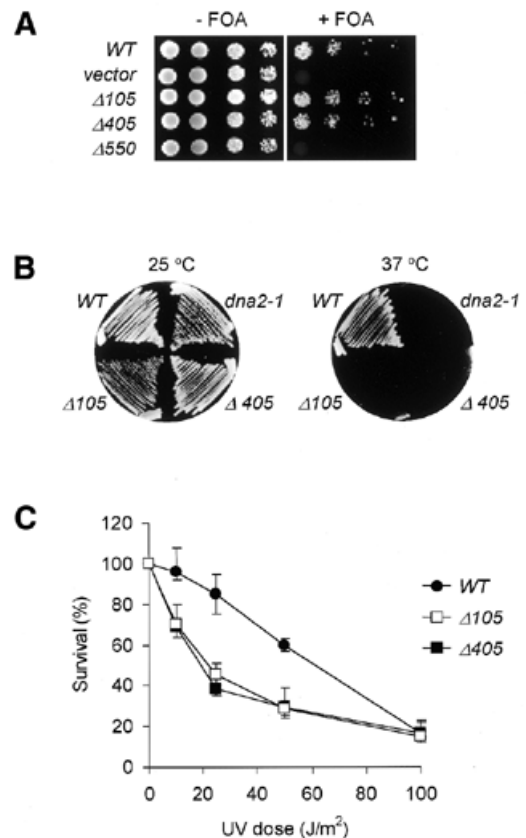 A
- FOA + FOA
WT
vector
Δ105
Δ405
Δ550
B
25 °C 37 °C
WT dna2-1 WT dna2-1
Δ105 Δ 405 Δ105 Δ 405
C
120
100
80
60
40
20
0
Survival (%)
0 20 40 60 80 100
UV dose (J/m²)
WT
Δ105
Δ405